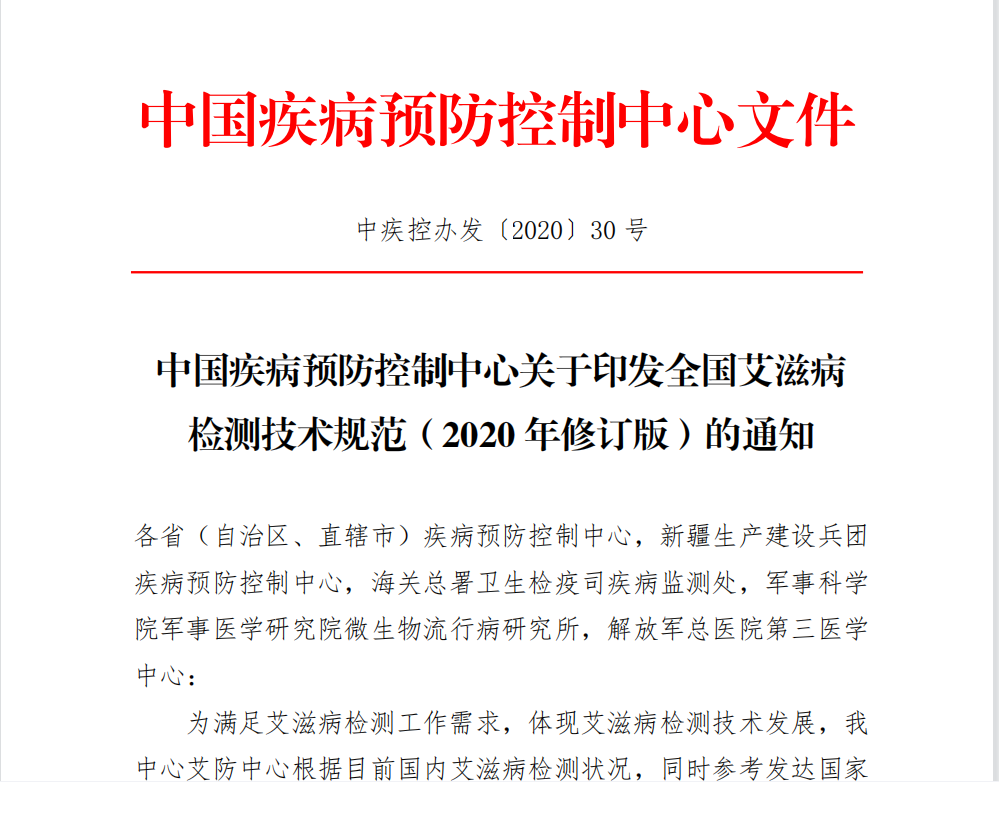 中国疾病预防控制中心文件
中疾控办发〔2020〕30 号
中国疾病预防控制中心关于印发全国艾滋病
检测技术规范（2020 年修订版）的通知
各省（自治区、直辖市）疾病预防控制中心，新疆生产建设兵团
疾病预防控制中心，海关总署卫生检疫司疾病监测处，军事科学
院军事医学研究院微生物流行病研究所，解放军总医院第三医学
中心：
为满足艾滋病检测工作需求，体现艾滋病检测技术发展，我
中心艾防中心根据目前国内艾滋病检测状况，同时参考发达国家